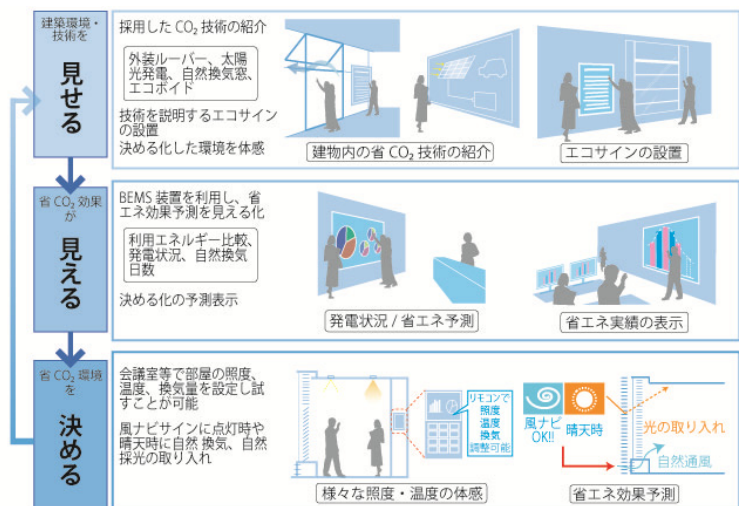 建築環境・
技術を
見せる
採用した CO₂ 技術の紹介
外装ルーバー、太陽
光発電、自然換気窓、
エコボイド
技術を説明するエコサイン
の設置
決める化した環境を体感
建物内の省 CO₂ 技術の紹介
エコサインの設置
省 CO₂ 効果
が
見える
BEMS 装置を利用し、省
エネ効果予測を見える化
利用エネルギー比較、
発電状況、自然換気
日数
決める化の予測表示
発電状況 / 省エネ予測
省エネ実績の表示
省 CO₂ 環境
を
決める
会議室等で部屋の照度、
温度、換気量を設定し試
すことが可能
風ナビサインに点灯時や
晴天時に自然 換気、自然
採光の取り入れ
リモコンで
照度
温度
換気
調整可能
様々な照度・温度の体感
風ナビ
OK!!
晴天時
光の取り入れ
自然通風
省エネ効果予測